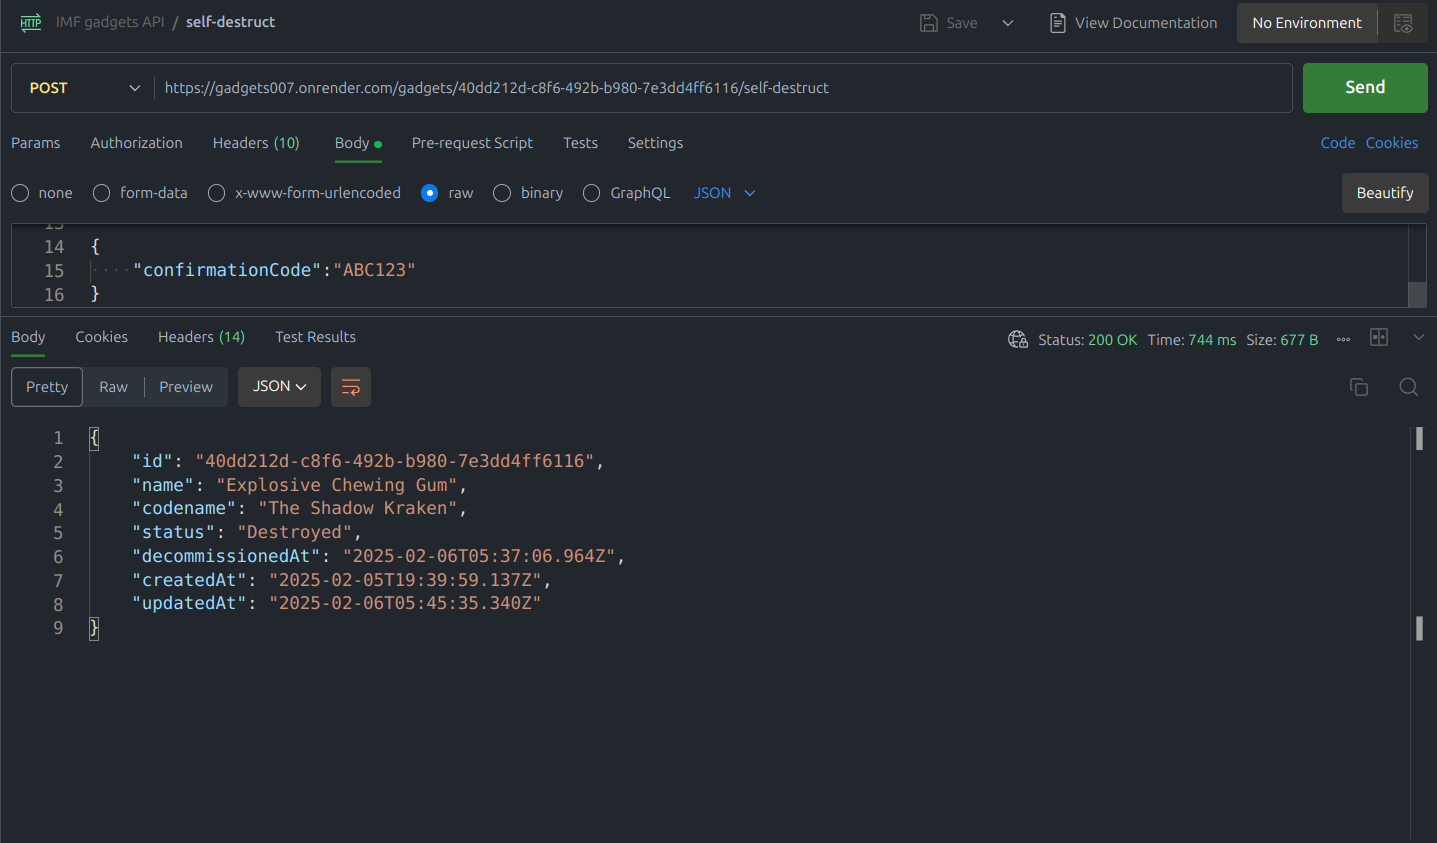 HTTP IMF gadgets API / self-destruct Save View Documentation No Environment
POST https://gadgets007.onrender.com/gadgets/40dd212d-c8f6-492b-b980-7e3dd4ff6116/self-destruct Send
Params Authorization Headers (10) Body Pre-request Script Tests Settings Code Cookies
none form-data x-www-form-urlencoded raw binary GraphQL JSON Beautify
14 {
15 "confirmationCode":"ABC123"
16 }
Body Cookies Headers (14) Test Results Status: 200 OK Time: 744 ms Size: 677 B
Pretty Raw Preview JSON
1 {
2 "id": "40dd212d-c8f6-492b-b980-7e3dd4ff6116",
3 "name": "Explosive Chewing Gum",
4 "codename": "The Shadow Kraken",
5 "status": "Destroyed",
6 "decommissionedAt": "2025-02-06T05:37:06.964Z",
7 "createdAt": "2025-02-05T19:39:59.137Z",
8 "updatedAt": "2025-02-06T05:45:35.340Z"
9 }